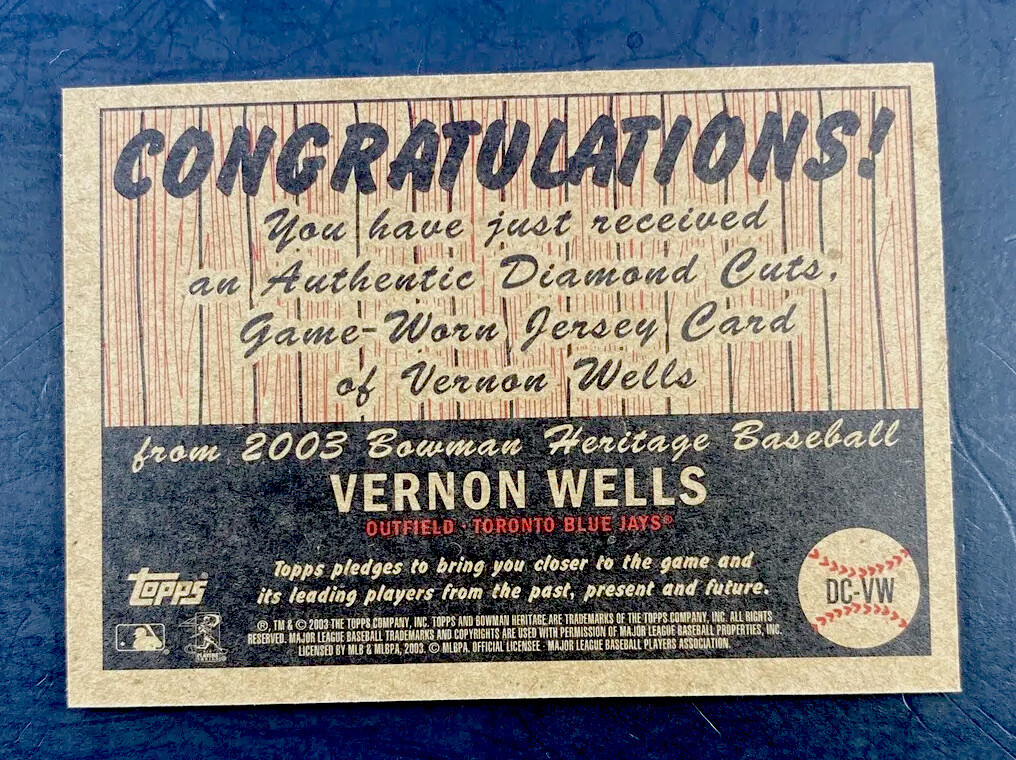 CONGRATULATIONS!
You have just received
an Authentic Diamond Cuts,
Game-Worn Jersey Card
of Vernon Wells
from 2003 Bowman Heritage Baseball
VERNON WELLS
OUTFIELD · TORONTO BLUE JAYS®
Topps pledges to bring you closer to the game and
its leading players from the past, present and future.
topps®
DC-VW
®, TM & © 2003 THE TOPPS COMPANY, INC. TOPPS AND BOWMAN HERITAGE ARE TRADEMARKS OF THE TOPPS COMPANY, INC. ALL RIGHTS
RESERVED. MAJOR LEAGUE BASEBALL TRADEMARKS AND COPYRIGHTS ARE USED WITH PERMISSION OF MAJOR LEAGUE BASEBALL PROPERTIES, INC.
LICENSED BY MLB & MLBPA, 2003. © MLBPA. OFFICIAL LICENSEE - MAJOR LEAGUE BASEBALL PLAYERS ASSOCIATION.